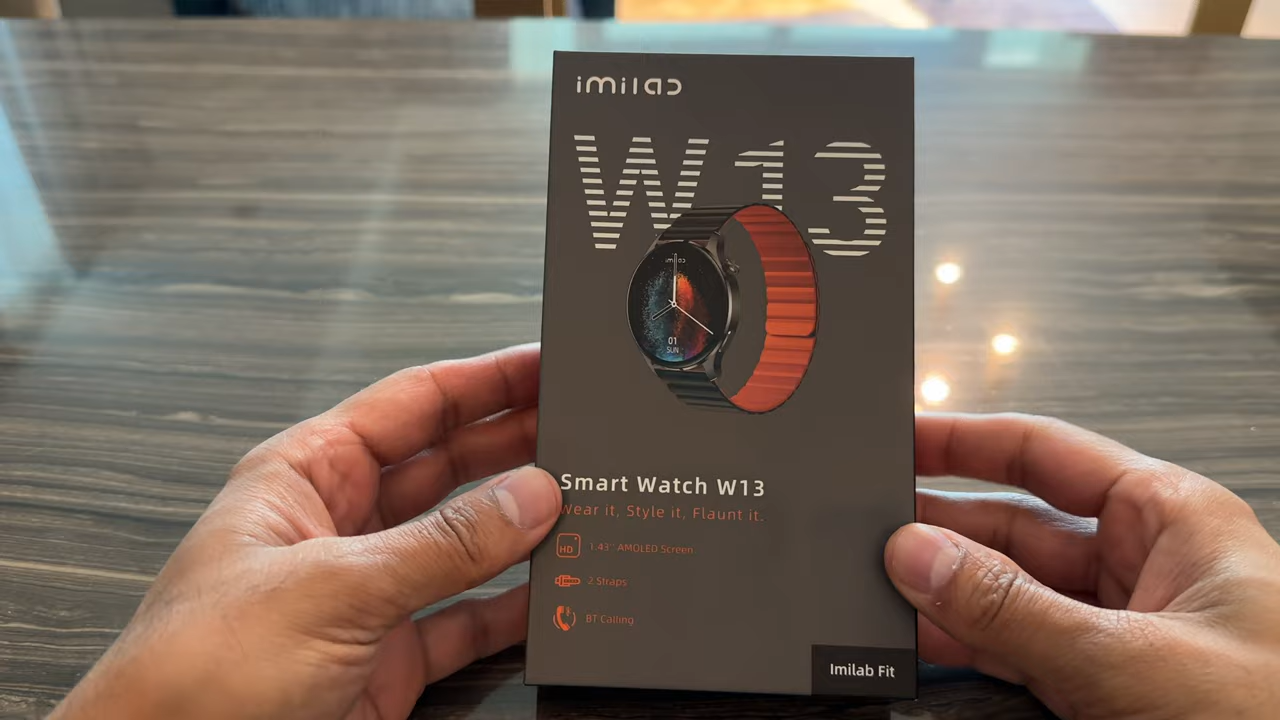 imilab
W13
imilab
01
SUN
Smart Watch W13
Wear it, Style it, Flaunt it.
HD
1.43" AMOLED Screen
2 Straps
BT Calling
Imilab Fit